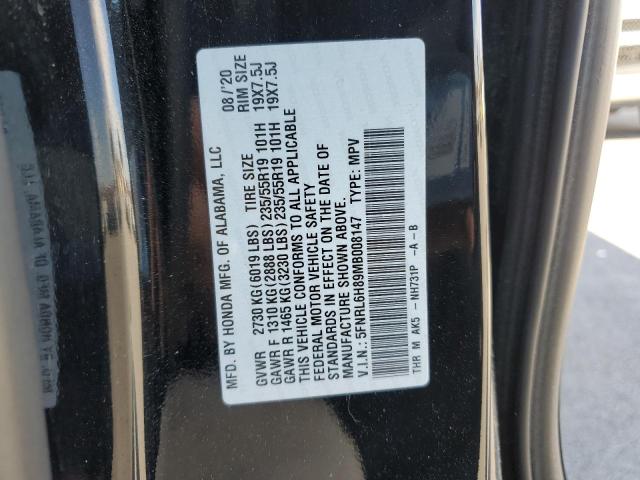 MFD. BY HONDA MFG. OF ALABAMA, LLC 08/'20
GVWR 2730 KG(6019 LBS) TIRE SIZE RIM SIZE
GAWR F 1310 KG(2888 LBS)235/55R19 101H 19X7.5J
GAWR R 1465 KG(3230 LBS)235/55R19 101H 19X7.5J
THIS VEHICLE CONFORMS TO ALL APPLICABLE
FEDERAL MOTOR VEHICLE SAFETY
STANDARDS IN EFFECT ON THE DATE OF
MANUFACTURE SHOWN ABOVE.
V.I.N.: 5FNRL6H89MB008147 TYPE: MPV
THR M AK5 - NH731P -A-B